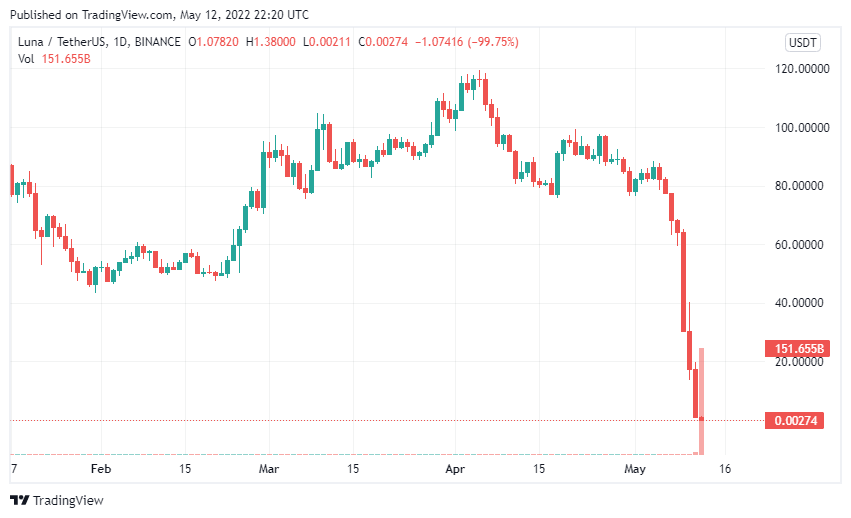 Published on TradingView.com, May 12, 2022 22:20 UTC
Luna / TetherUS, 1D, BINANCE O1.07820 H1.38000 L0.00211 C0.00274 −1.07416 (−99.75%)
Vol 151.655B
USDT
120.00000
100.00000
80.00000
60.00000
40.00000
151.655B
20.00000
0.00274
7 Feb 15 Mar 15 Apr 15 May 16
TradingView